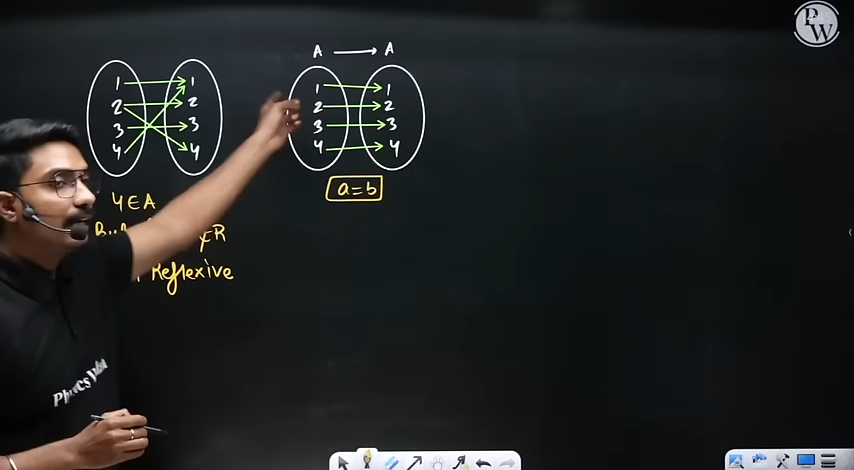 PW
A → A
1 1
2 2
3 3
4 4
1 1
2 2
3 3
4 4
a=b
4 ∈ A
R
Reflexive
Physics